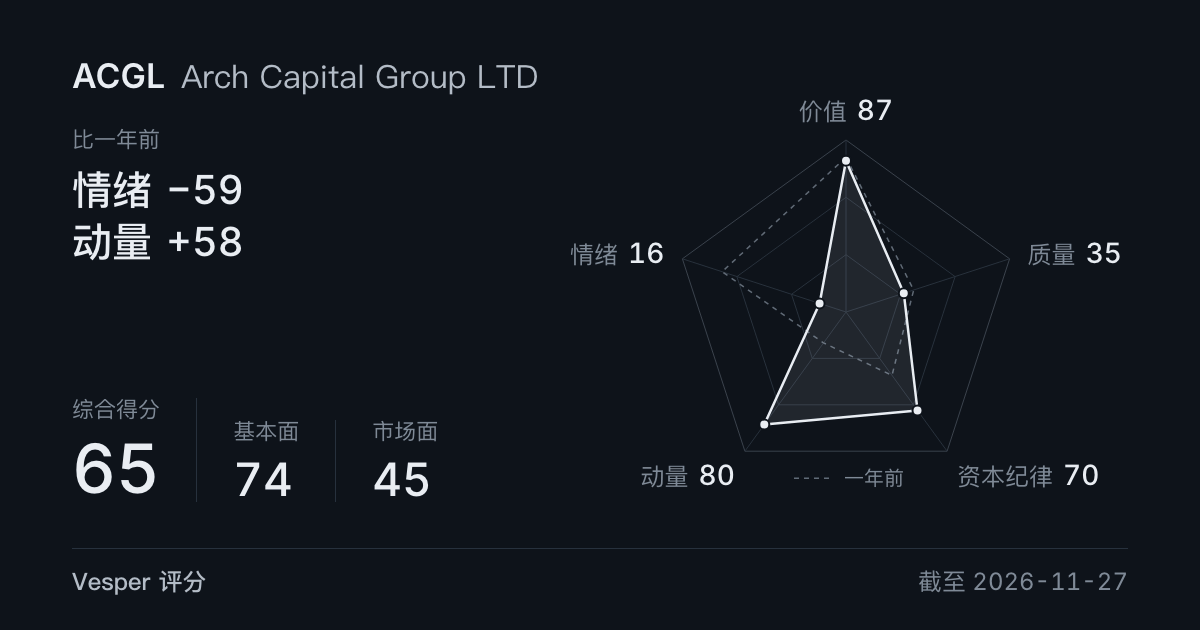 ACGL Arch Capital Group LTD
比一年前
情绪 −59
动量 +58
综合得分
65
基本面
74
市场面
45
价值 87
质量 35
资本纪律 70
动量 80
情绪 16
一年前
Vesper 评分
截至 2026-11-27